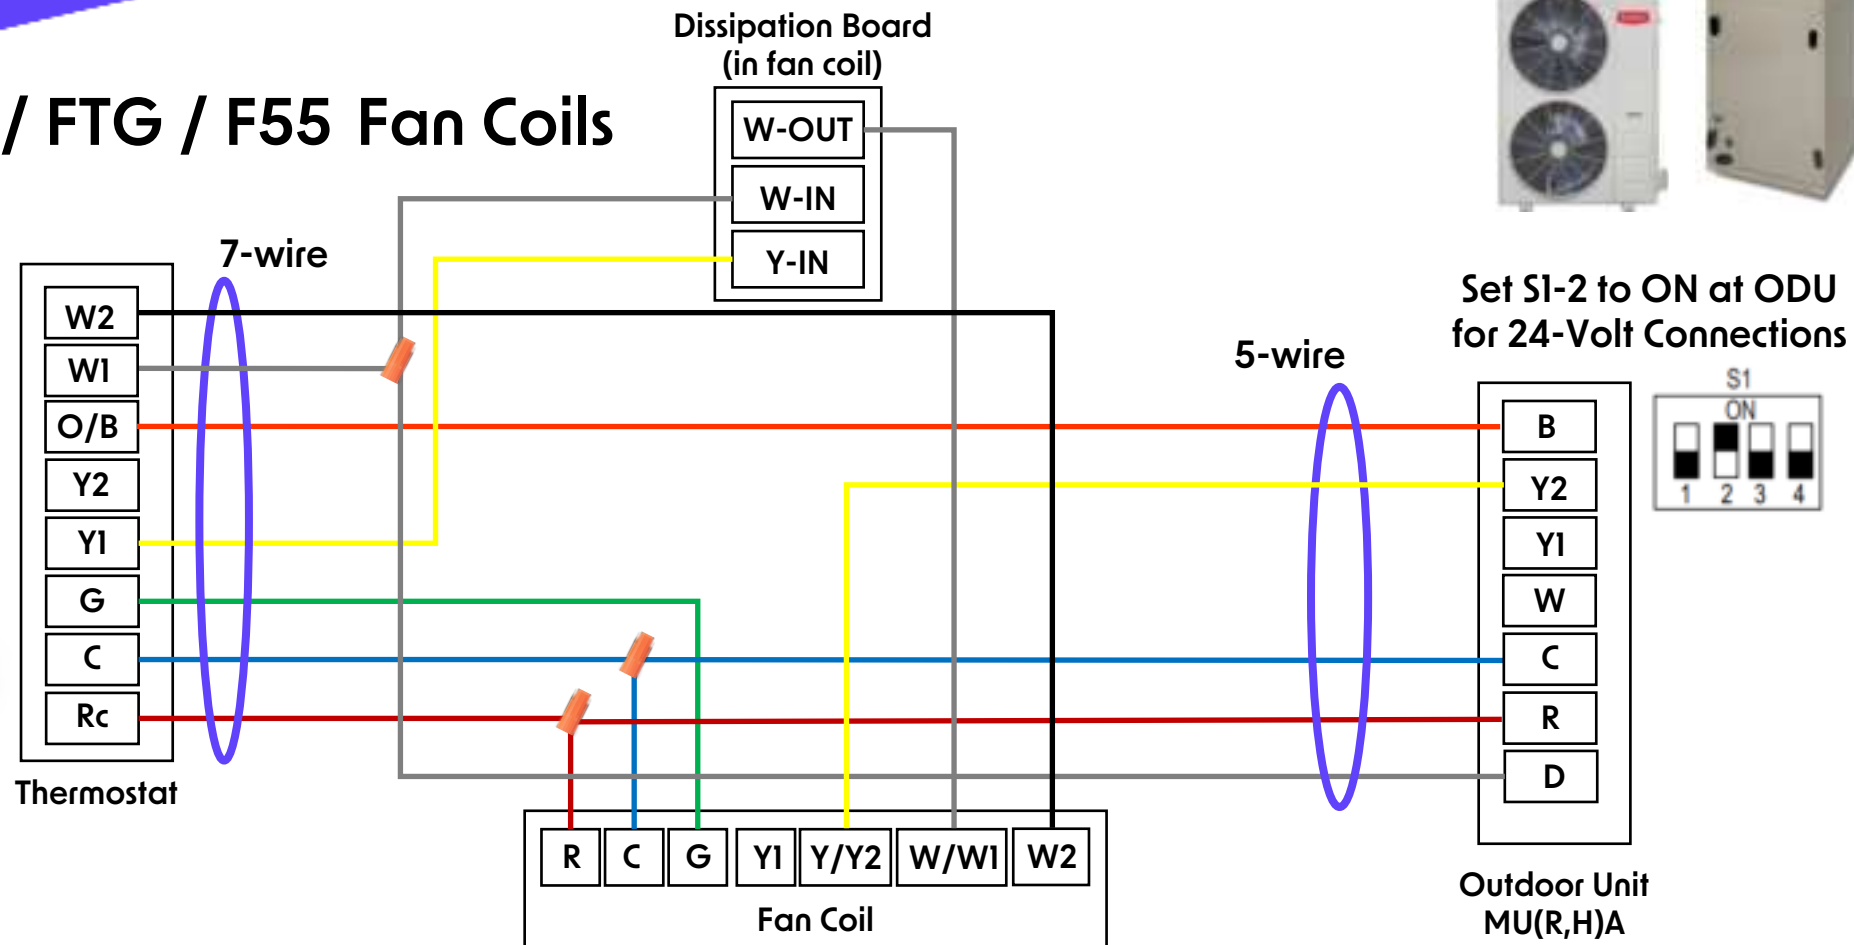 Dissipation Board
(in fan coil)
/ FTG / F55 Fan Coils
W-OUT
W-IN
Y-IN
7-wire
W2
W1
O/B
Y2
Y1
G
C
Rc
Thermostat
5-wire
Set S1-2 to ON at ODU
for 24-Volt Connections
S1
ON
1 2 3 4
B
Y2
Y1
W
C
R
D
Outdoor Unit
MU(R,H)A
R C G Y1 Y/Y2 W/W1 W2
Fan Coil